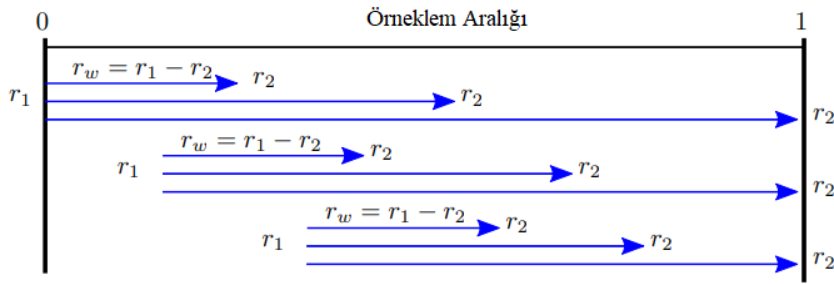 0 Örneklem Aralığı 1
r_w = r_1 − r_2 r_2
r_1 r_2
r_2
r_w = r_1 − r_2 r_2
r_1 r_2
r_2
r_w = r_1 − r_2 r_2
r_1 r_2
r_2